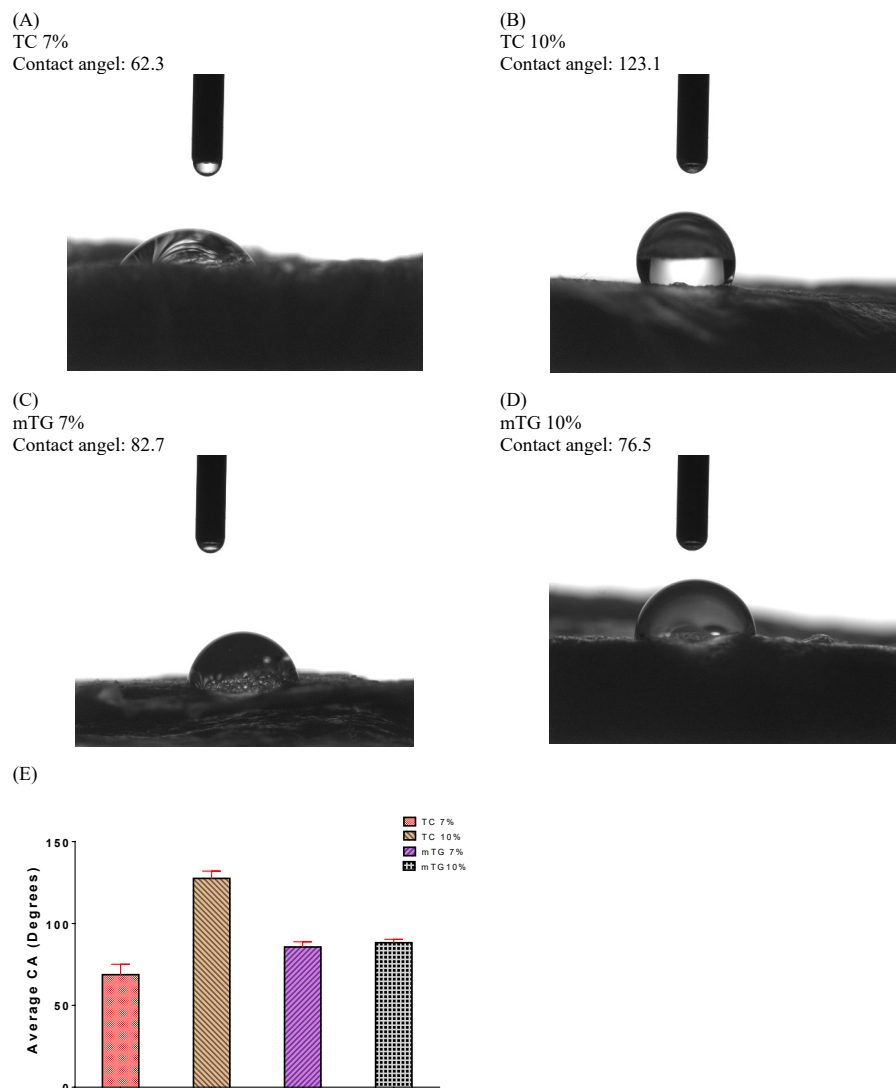 (A)
TC 7%
Contact angel: 62.3
(B)
TC 10%
Contact angel: 123.1
(C)
mTG 7%
Contact angel: 82.7
(D)
mTG 10%
Contact angel: 76.5
(E)
TC 7%
TC 10%
mTG 7%
mTG10%
Average CA (Degrees)
150
100
50
0